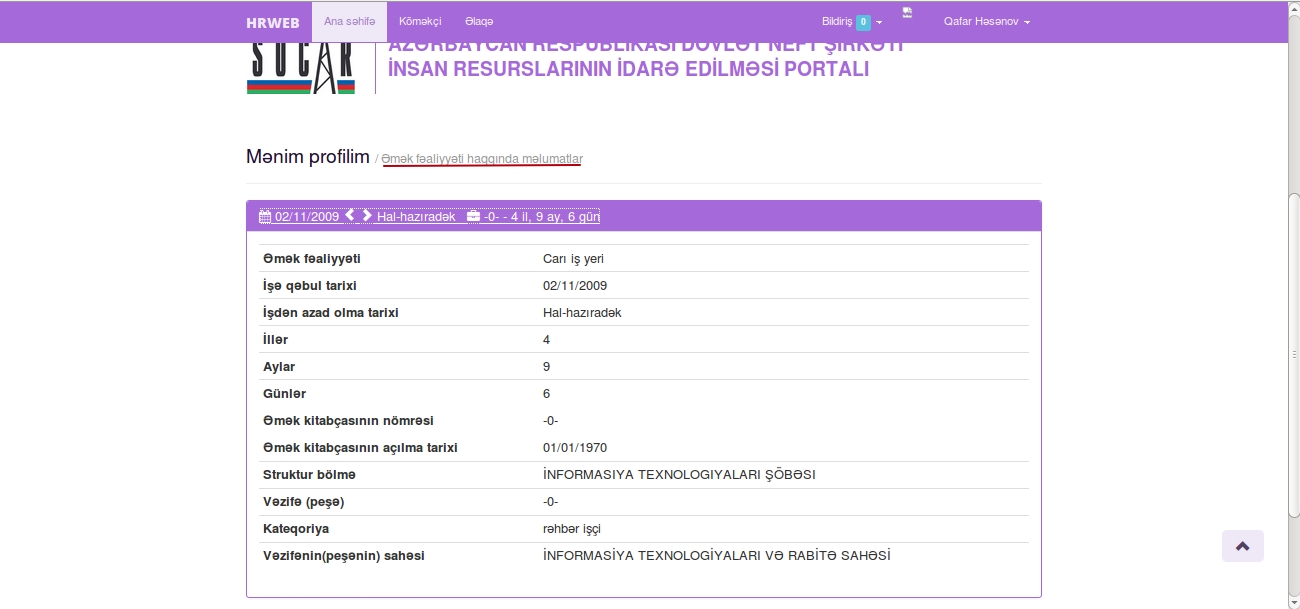 HRWEB Ana səhifə Köməkçi Əlaqə Bildiriş 0 Qafar Həsənov
SOCAR
AZƏRBAYCAN RESPUBLİKASI DÖVLƏT NEFT ŞİRKƏTİ
İNSAN RESURSLARININ İDARƏ EDİLMƏSİ PORTALI
Mənim profilim / Əmək fəaliyyəti haqqında məlumatlar
02/11/2009 Hal-hazıradək -0- - 4 il, 9 ay, 6 gün
Əmək fəaliyyəti Carı iş yeri
İşə qəbul tarixi 02/11/2009
İşdən azad olma tarixi Hal-hazıradək
İllər 4
Aylar 9
Günlər 6
Əmək kitabçasının nömrəsi -0-
Əmək kitabçasının açılma tarixi 01/01/1970
Struktur bölmə İNFORMASIYA TEXNOLOGIYALARI ŞÖBƏSI
Vəzifə (peşə) -0-
Kateqoriya rəhbər işçi
Vəzifənin(peşənin) sahəsi İNFORMASİYA TEXNOLOGİYALARI VƏ RABİTƏ SAHƏSİ